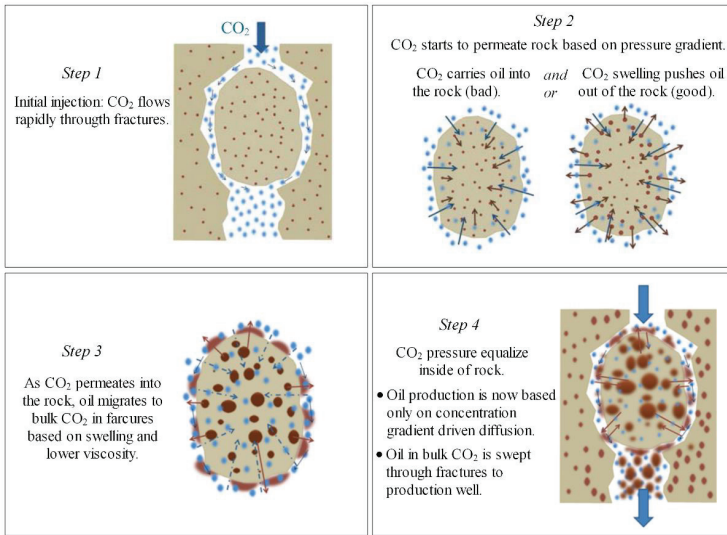 CO₂
Step 1
Initial injection: CO₂ flows
rapidly througth fractures.
Step 2
CO₂ starts to permeate rock based on pressure gradient.
CO₂ carries oil into
the rock (bad).
and
or
CO₂ swelling pushes oil
out of the rock (good).
Step 3
As CO₂ permeates into
the rock, oil migrates to
bulk CO₂ in farcures
based on swelling and
lower viscosity.
Step 4
CO₂ pressure equalize
inside of rock.
• Oil production is now based
only on concentration
gradient driven diffusion.
• Oil in bulk CO₂ is swept
through fractures to
production well.